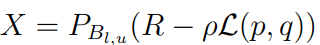 X = P_{B_{l,u}}(R − ρ𝓛(p, q))